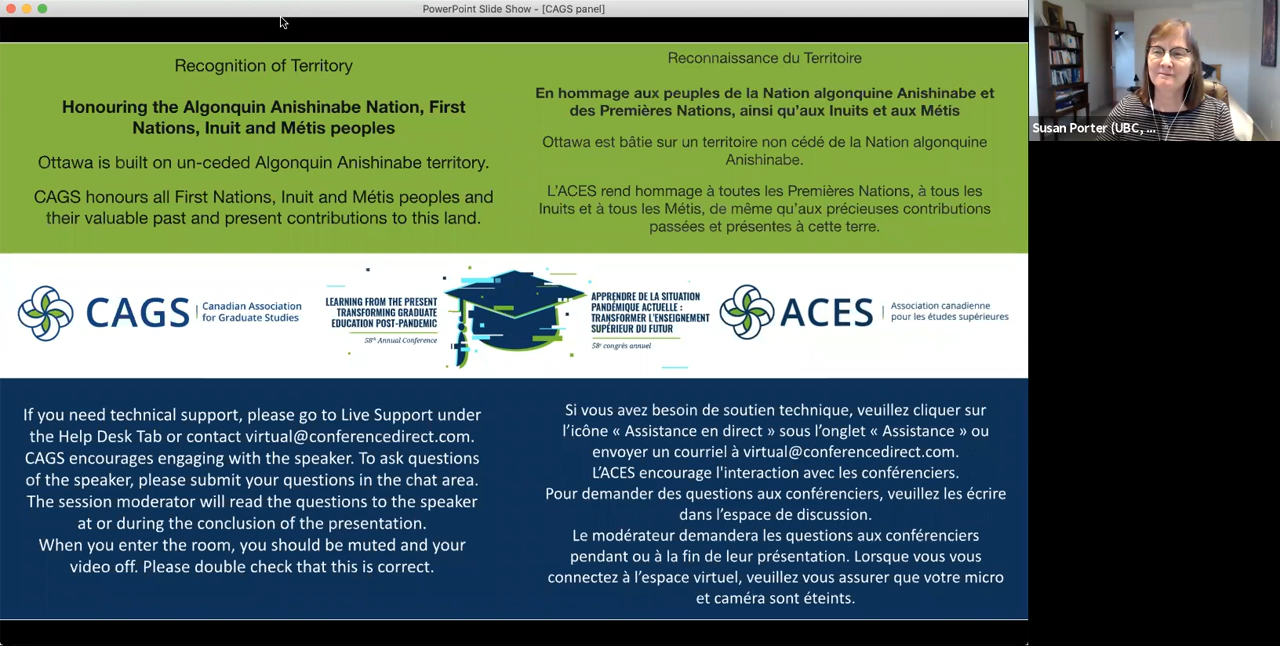 PowerPoint Slide Show - [CAGS panel]
Recognition of Territory
Honouring the Algonquin Anishinabe Nation, First
Nations, Inuit and Métis peoples
Ottawa is built on un-ceded Algonquin Anishinabe territory.
CAGS honours all First Nations, Inuit and Métis peoples and
their valuable past and present contributions to this land.
Reconnaissance du Territoire
En hommage aux peuples de la Nation algonquine Anishinabe et
des Premières Nations, ainsi qu'aux Inuits et aux Métis
Ottawa est bâtie sur un territoire non cédé de la Nation algonquine
Anishinabe.
L'ACES rend hommage à toutes les Premières Nations, à tous les
Inuits et à tous les Métis, de même qu'aux précieuses contributions
passées et présentes à cette terre.
Susan Porter (UBC, ...
CAGS
Canadian Association
for Graduate Studies
LEARNING FROM THE PRESENT
TRANSFORMING GRADUATE
EDUCATION POST-PANDEMIC
58th Annual Conference
APPRENDRE DE LA SITUATION
PANDÉMIQUE ACTUELLE :
TRANSFORMER L'ENSEIGNEMENT
SUPÉRIEUR DU FUTUR
58e congrès annuel
ACES
Association canadienne
pour les études supérieures
If you need technical support, please go to Live Support under
the Help Desk Tab or contact virtual@conferencedirect.com.
CAGS encourages engaging with the speaker. To ask questions
of the speaker, please submit your questions in the chat area.
The session moderator will read the questions to the speaker
at or during the conclusion of the presentation.
When you enter the room, you should be muted and your
video off. Please double check that this is correct.
Si vous avez besoin de soutien technique, veuillez cliquer sur
l'icône « Assistance en direct » sous l'onglet « Assistance » ou
envoyer un courriel à virtual@conferencedirect.com.
L'ACES encourage l'interaction avec les conférenciers.
Pour demander des questions aux conférenciers, veuillez les écrire
dans l'espace de discussion.
Le modérateur demandera les questions aux conférenciers
pendant ou à la fin de leur présentation. Lorsque vous vous
connectez à l'espace virtuel, veuillez vous assurer que votre micro
et caméra sont éteints.